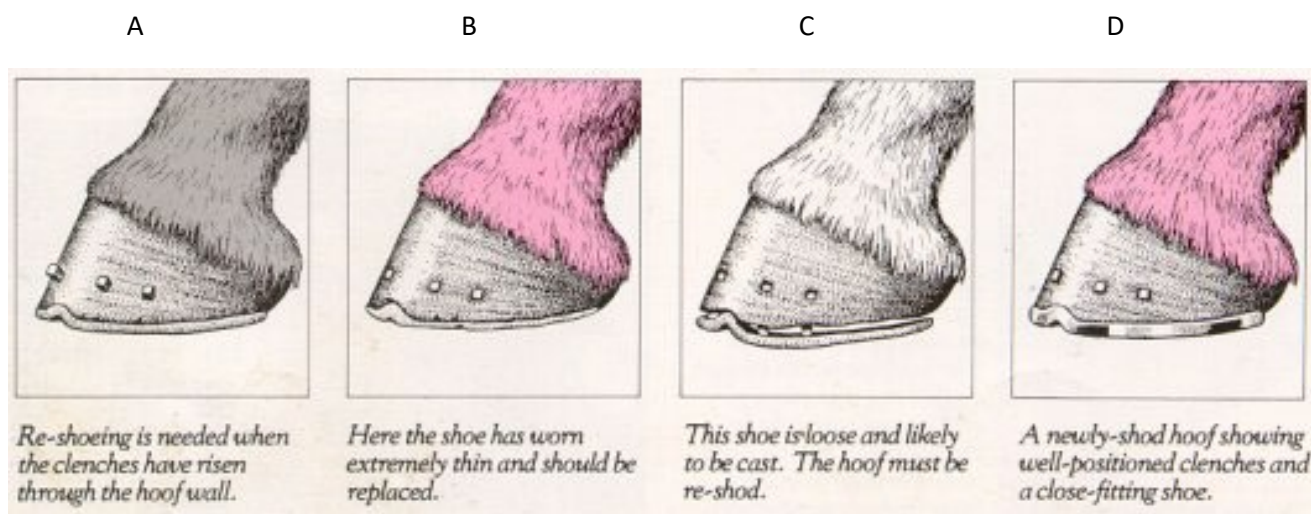 A
B
C
D
Re-shoeing is needed when
the clenches have risen
through the hoof wall.
Here the shoe has worn
extremely thin and should be
replaced.
This shoe is loose and likely
to be cast. The hoof must be
re-shod.
A newly-shod hoof showing
well-positioned clenches and
a close-fitting shoe.